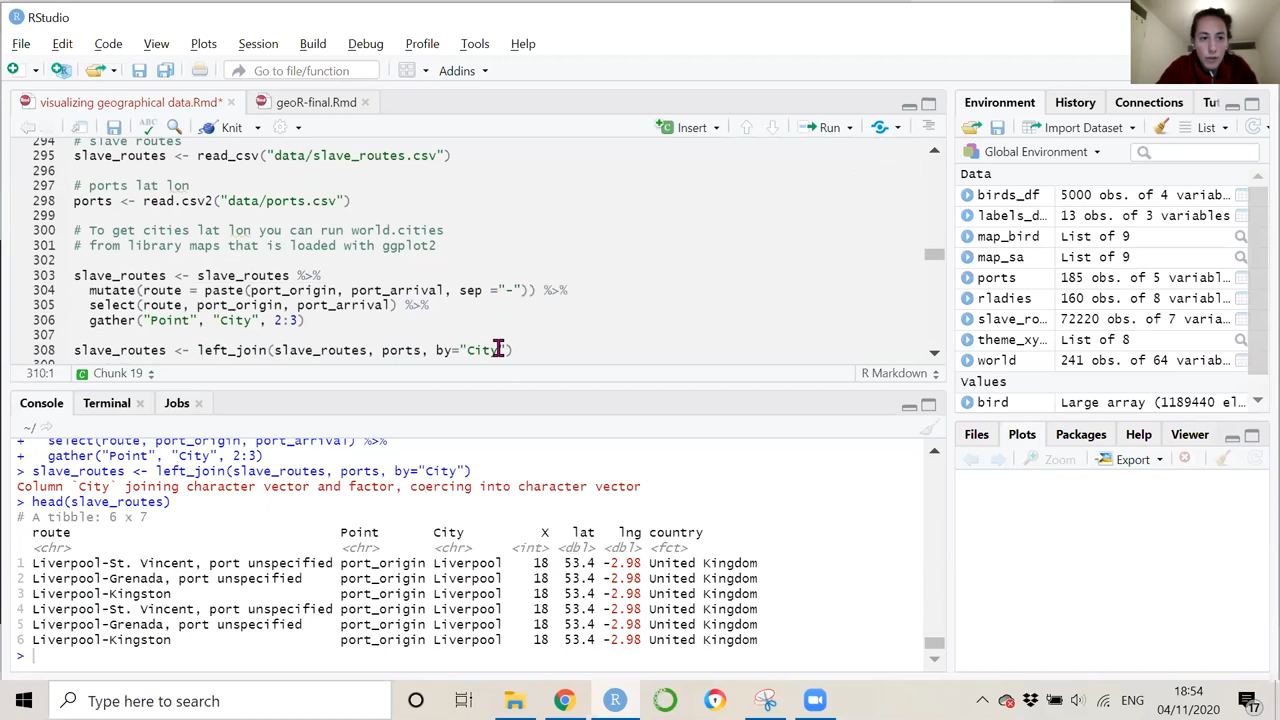 RStudio
File Edit Code View Plots Session Build Debug Profile Tools Help
Go to file/function Addins
visualizing geographical data.Rmd* geoR-final.Rmd
ABC Knit Insert Run
294 # slave routes
295 slave_routes <- read_csv("data/slave_routes.csv")
296
297 # ports lat lon
298 ports <- read.csv2("data/ports.csv")
299
300 # To get cities lat lon you can run world.cities
301 # from library maps that is loaded with ggplot2
302
303 slave_routes <- slave_routes %>%
304 mutate(route = paste(port_origin, port_arrival, sep ="-")) %>%
305 select(route, port_origin, port_arrival) %>%
306 gather("Point", "City", 2:3)
307
308 slave_routes <- left_join(slave_routes, ports, by="City")
310:1 Chunk 19 R Markdown
Console Terminal Jobs
~/
+ select(route, port_origin, port_arrival) %>%
+ gather("Point", "City", 2:3)
> slave_routes <- left_join(slave_routes, ports, by="City")
Column `City` joining character vector and factor, coercing into character vector
> head(slave_routes)
# A tibble: 6 x 7
route Point City X lat lng country
<chr> <chr> <chr> <int> <dbl> <dbl> <fct>
1 Liverpool-St. Vincent, port unspecified port_origin Liverpool 18 53.4 -2.98 United Kingdom
2 Liverpool-Grenada, port unspecified port_origin Liverpool 18 53.4 -2.98 United Kingdom
3 Liverpool-Kingston port_origin Liverpool 18 53.4 -2.98 United Kingdom
4 Liverpool-St. Vincent, port unspecified port_origin Liverpool 18 53.4 -2.98 United Kingdom
5 Liverpool-Grenada, port unspecified port_origin Liverpool 18 53.4 -2.98 United Kingdom
6 Liverpool-Kingston port_origin Liverpool 18 53.4 -2.98 United Kingdom
>
Environment History Connections Tut
Import Dataset List
Global Environment
Data
birds_df 5000 obs. of 4 variab…
labels_d… 13 obs. of 3 variables
map_bird List of 9
map_sa List of 9
ports 185 obs. of 5 variabl…
rladies 160 obs. of 8 variabl…
slave_ro… 72220 obs. of 7 varia…
theme_xy… List of 8
world 241 obs. of 64 variab…
Values
bird Large array (1189440 el…
Files Plots Packages Help Viewer
Zoom Export
Type here to search
ENG
18:54
04/11/2020
17